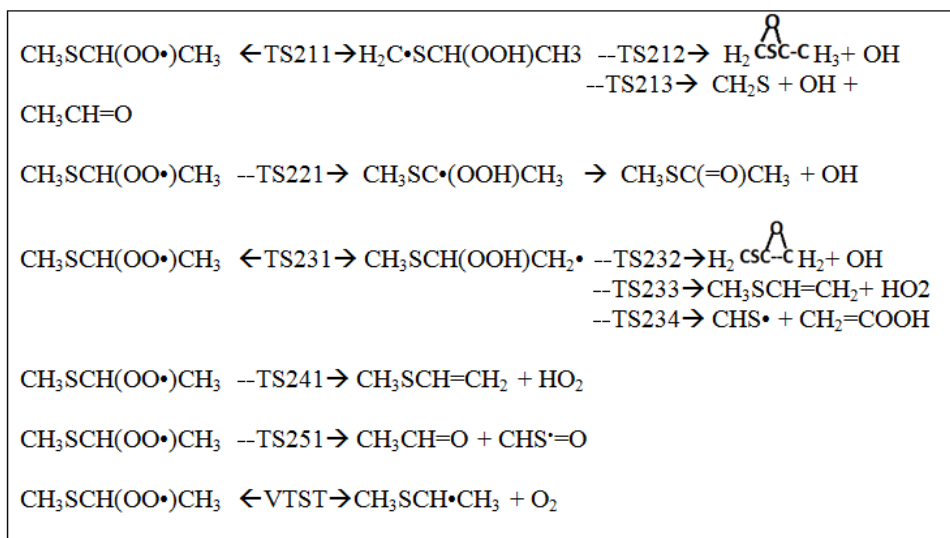 CH₃SCH(OO•)CH₃ ←TS211→H₂C•SCH(OOH)CH3 --TS212→ H₂ CSC-C H₃+ OH
O
--TS213→ CH₂S + OH +
CH₃CH=O
CH₃SCH(OO•)CH₃ --TS221→ CH₃SC•(OOH)CH₃ → CH₃SC(=O)CH₃ + OH
O
CH₃SCH(OO•)CH₃ ←TS231→ CH₃SCH(OOH)CH₂• --TS232→H₂ CSC--C H₂+ OH
--TS233→CH₃SCH=CH₂+ HO2
--TS234→ CHS• + CH₂=COOH
CH₃SCH(OO•)CH₃ --TS241→ CH₃SCH=CH₂ + HO₂
CH₃SCH(OO•)CH₃ --TS251→ CH₃CH=O + CHS•=O
CH₃SCH(OO•)CH₃ ←VTST→CH₃SCH•CH₃ + O₂